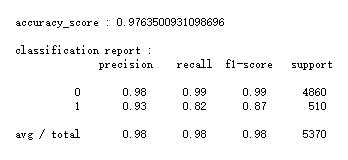 accuracy_score : 0.9763500931098696
classification report :
precision recall f1-score support
0 0.98 0.99 0.99 4860
1 0.93 0.82 0.87 510
avg / total 0.98 0.98 0.98 5370